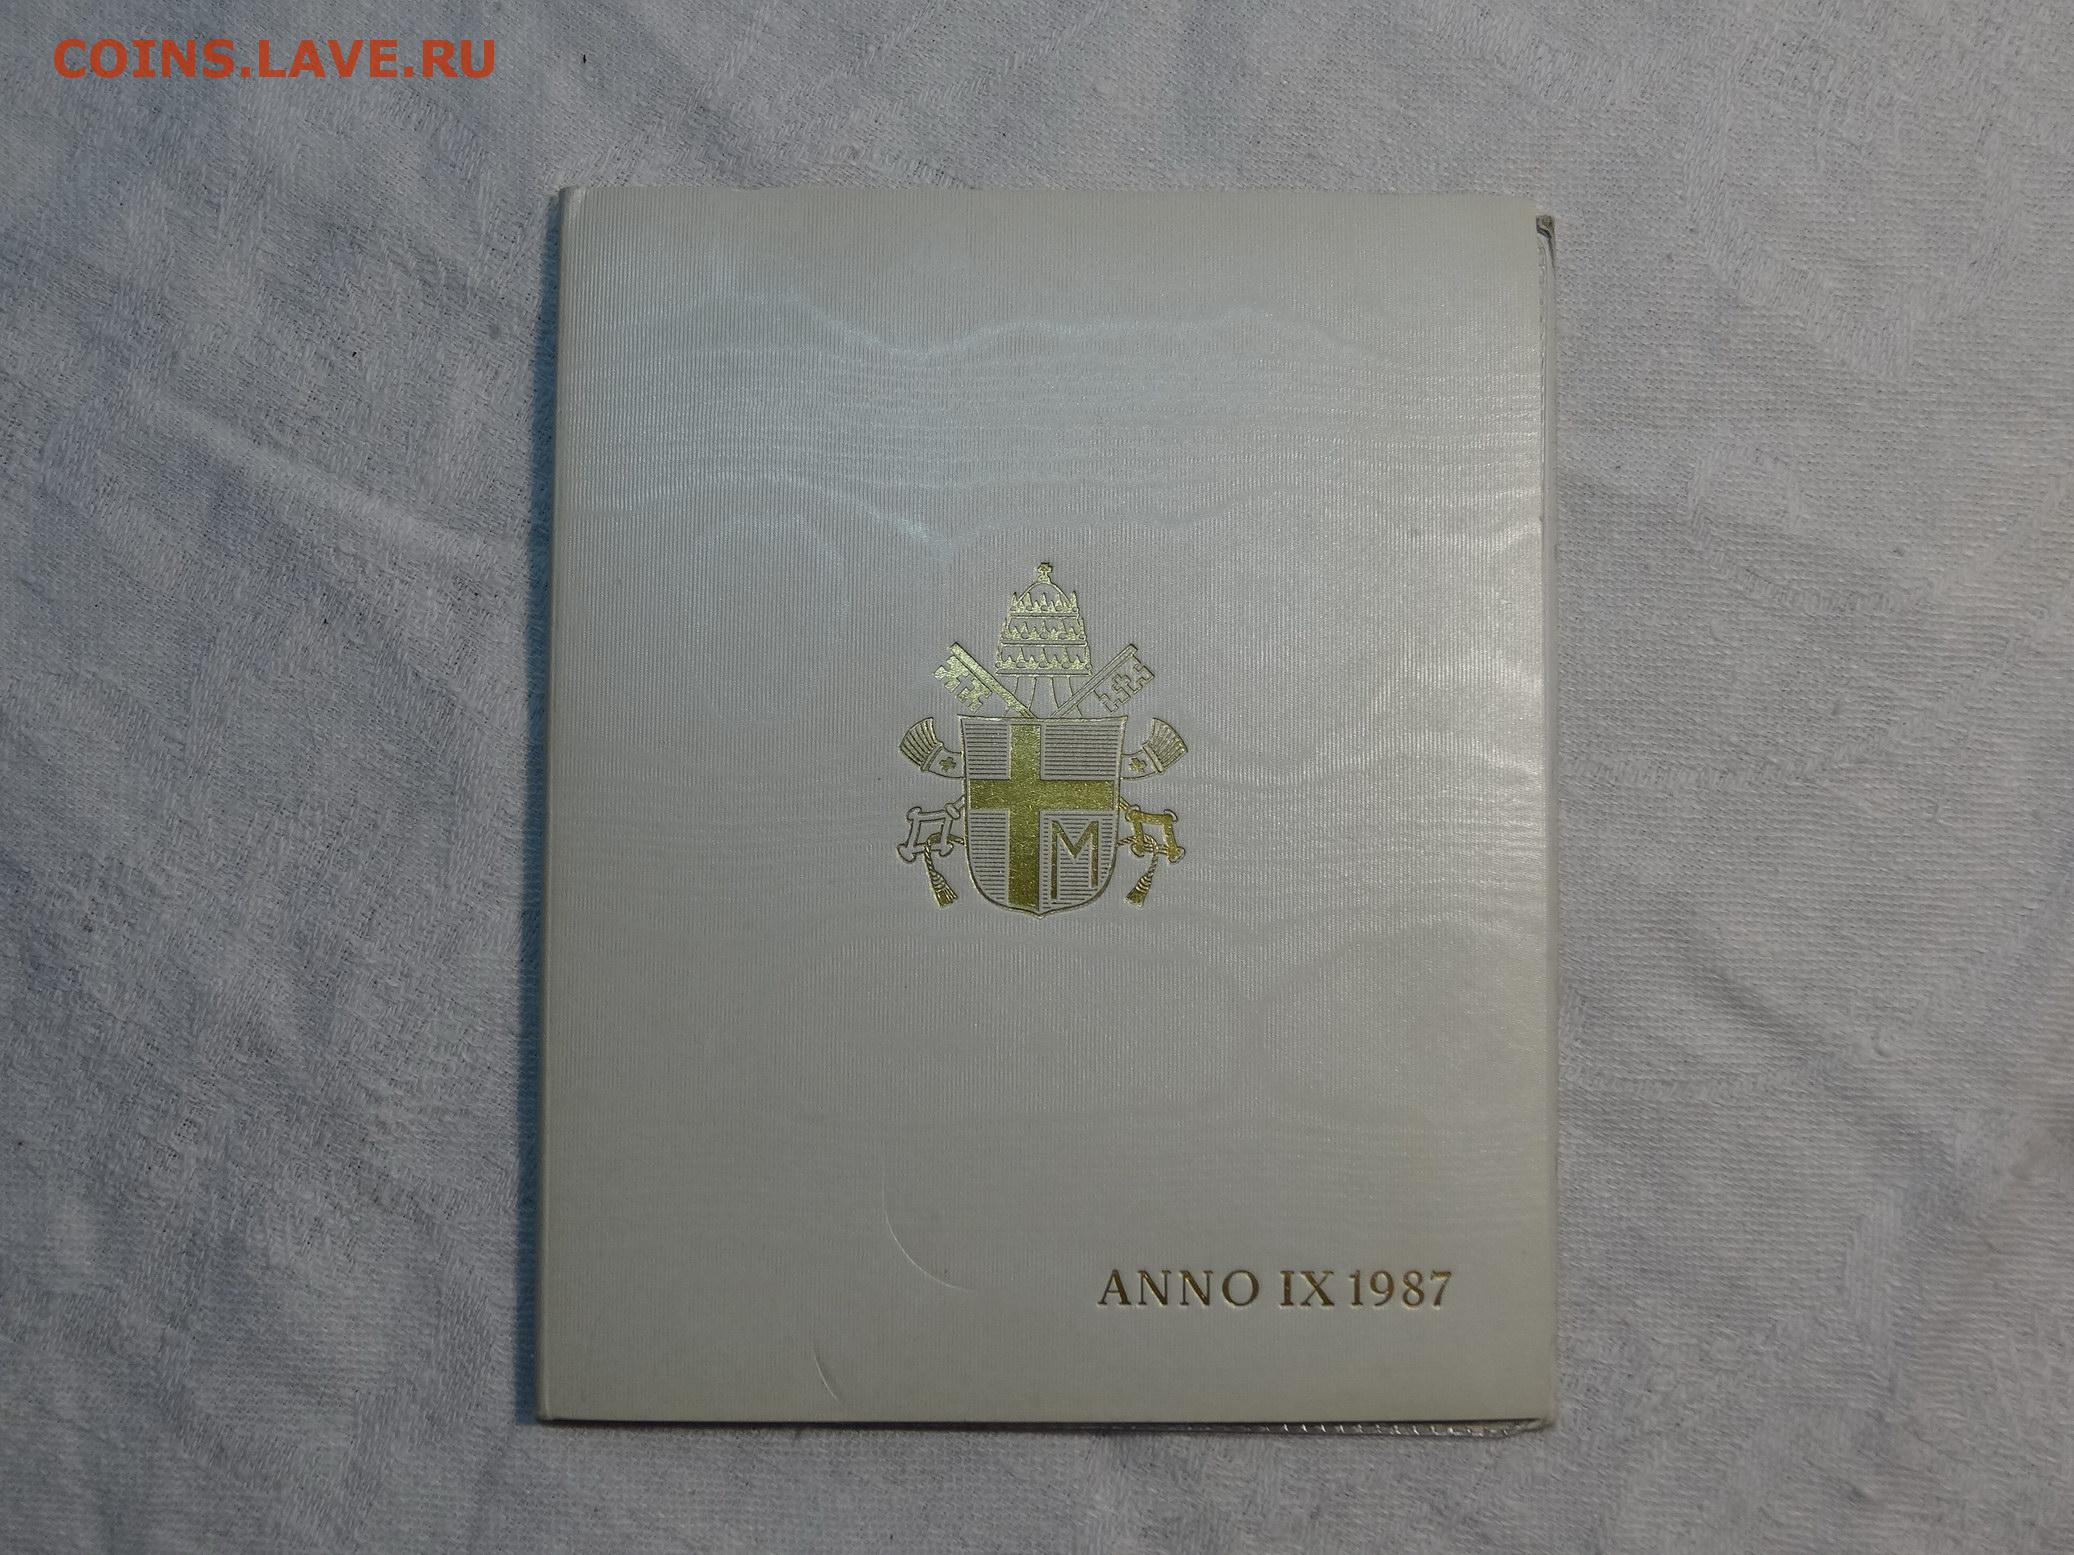 COINS.LAVE.RU
M
ANNO IX 1987